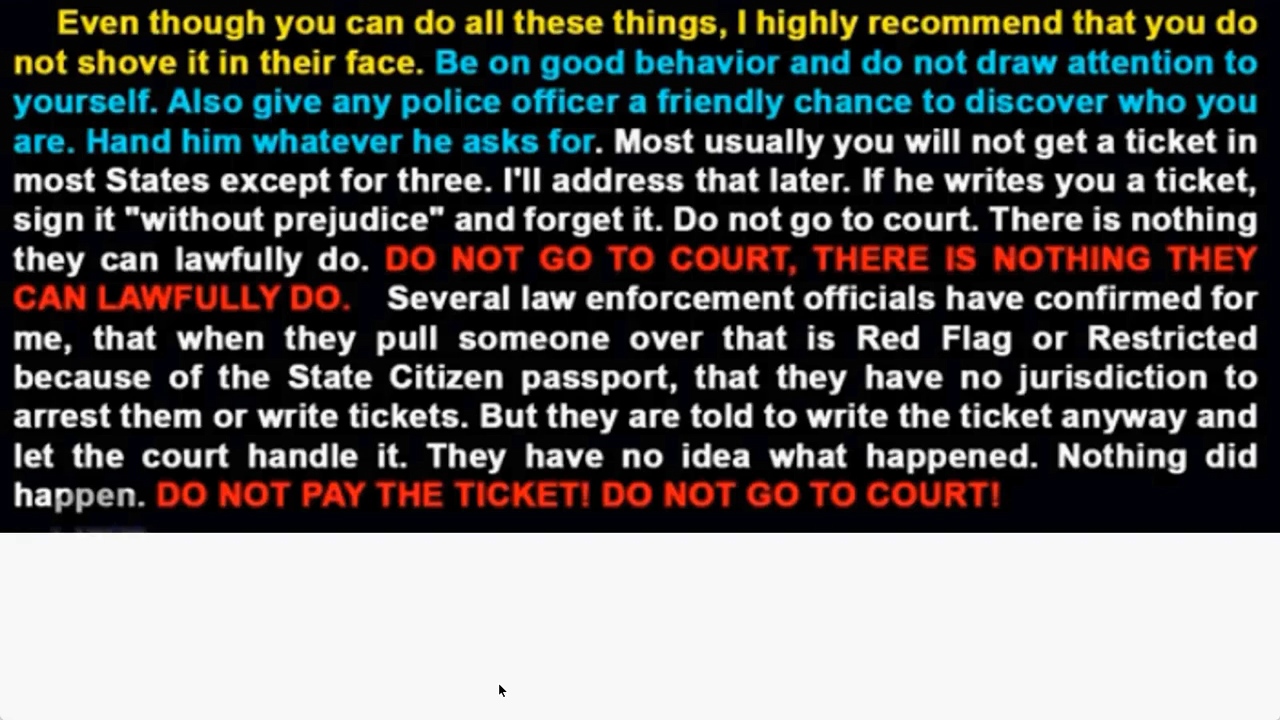 Even though you can do all these things, I highly recommend that you do
not shove it in their face. Be on good behavior and do not draw attention to
yourself. Also give any police officer a friendly chance to discover who you
are. Hand him whatever he asks for. Most usually you will not get a ticket in
most States except for three. I'll address that later. If he writes you a ticket,
sign it "without prejudice" and forget it. Do not go to court. There is nothing
they can lawfully do. DO NOT GO TO COURT, THERE IS NOTHING THEY
CAN LAWFULLY DO. Several law enforcement officials have confirmed for
me, that when they pull someone over that is Red Flag or Restricted
because of the State Citizen passport, that they have no jurisdiction to
arrest them or write tickets. But they are told to write the ticket anyway and
let the court handle it. They have no idea what happened. Nothing did
happen. DO NOT PAY THE TICKET! DO NOT GO TO COURT!